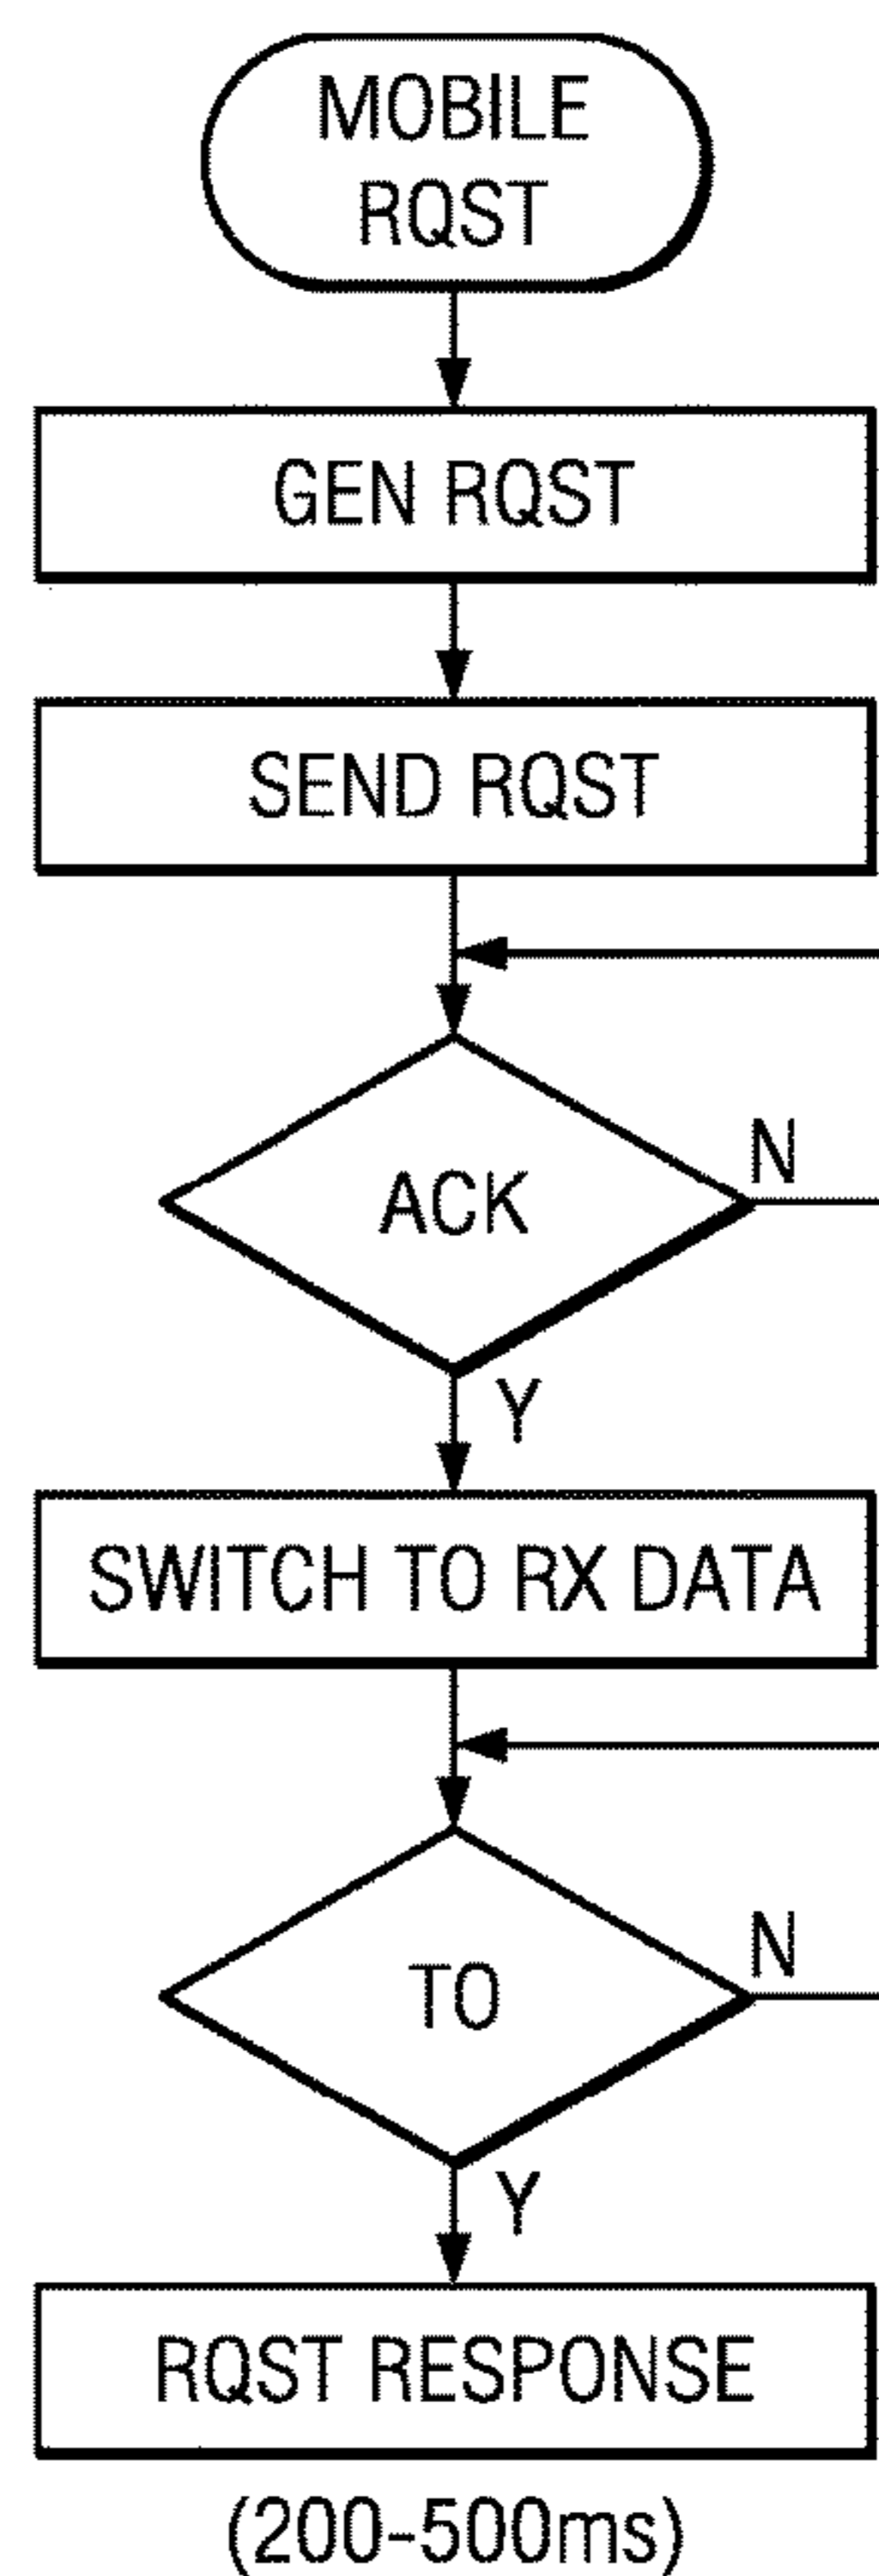 MOBILE
RQST
GEN RQST
SEND RQST
ACK
N
Y
SWITCH TO RX DATA
TO
N
Y
RQST RESPONSE
(200-500ms)